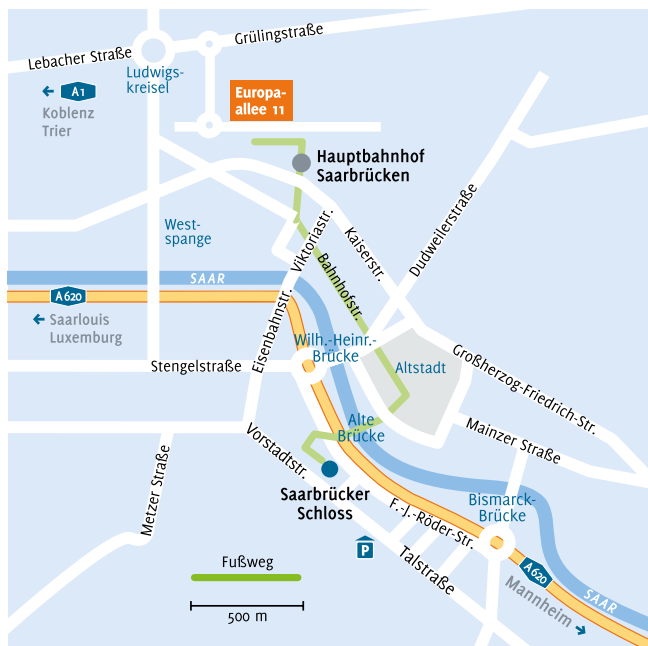 Grülingstraße
Lebacher Straße
Ludwigs-
kreisel
A1
Koblenz
Trier
Europa-
allee 11
Hauptbahnhof
Saarbrücken
West-
spange
Viktoriastr.
Kaiserstr.
Dudweilerstraße
Bahnhofstr.
SAAR
A620
Saarlouis
Luxemburg
Eisenbahnstr.
Wilh.-Heinr.-
Brücke
Stengelstraße
Altstadt
Großherzog-Friedrich-Str.
Alte
Brücke
Mainzer Straße
Vorstadtstr.
Metzer Straße
Saarbrücker
Schloss
Bismarck-
Brücke
F.-J.-Röder-Str.
P
Talstraße
A620
Mannheim
SAAR
Fußweg
500 m